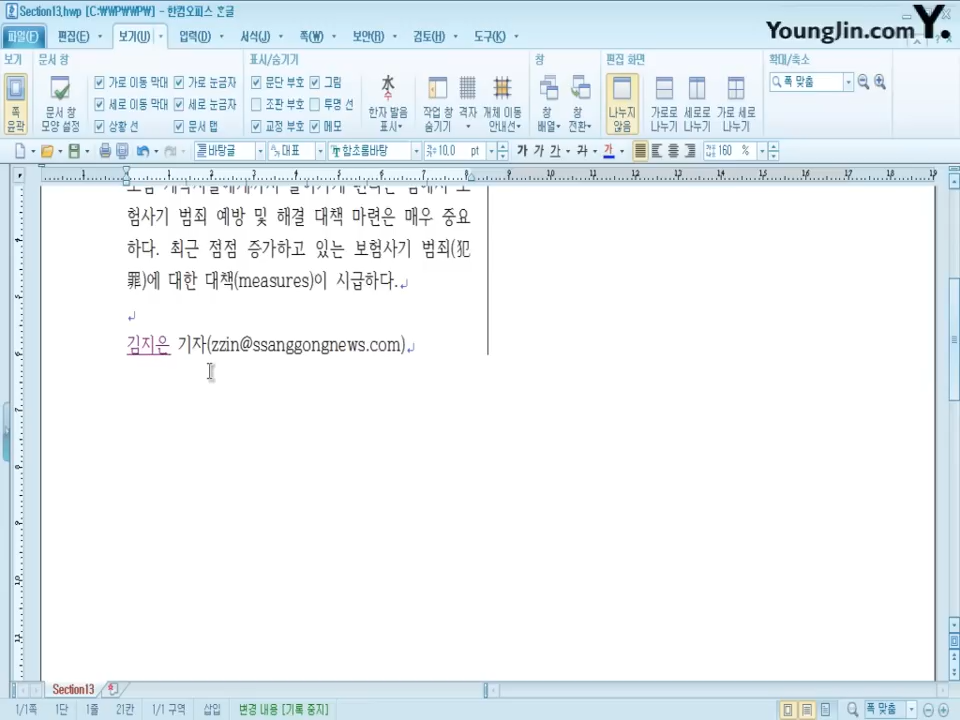 Section13.hwp [C:\WWPWWPW] - 한컴오피스 한글
YoungJin.com Y.
파일(F) 편집(E) 보기(U) 입력(D) 서식(J) 쪽(W) 보안(B) 검토(H) 도구(K)
보기 문서 창 표시/숨기기 창 편집 화면 확대/축소
쪽 윤곽
문서 창 모양 설정
가로 이동 막대 가로 눈금자
세로 이동 막대 세로 눈금자
상황 선 문서 탭
문단 부호 그림
조판 부호 투명 선
교정 부호 메모
한자 발음 표시
작업 창 숨기기
격자
개체 이동 안내선
창 배열
창 전환
나누지 않음
가로로 나누기
세로로 나누기
가로 세로 나누기
쪽 맞춤
바탕글 대표 함초롬바탕 10.0 pt 가 가 가 가 가 160 %
험사기 범죄 예방 및 해결 대책 마련은 매우 중요
하다. 최근 점점 증가하고 있는 보험사기 범죄(犯
罪)에 대한 대책(measures)이 시급하다.
김지은 기자(zzin@ssanggongnews.com)
Section13
1/1쪽 1단 1줄 21칸 1/1 구역 삽입 변경 내용 [기록 중지] 폭 맞춤